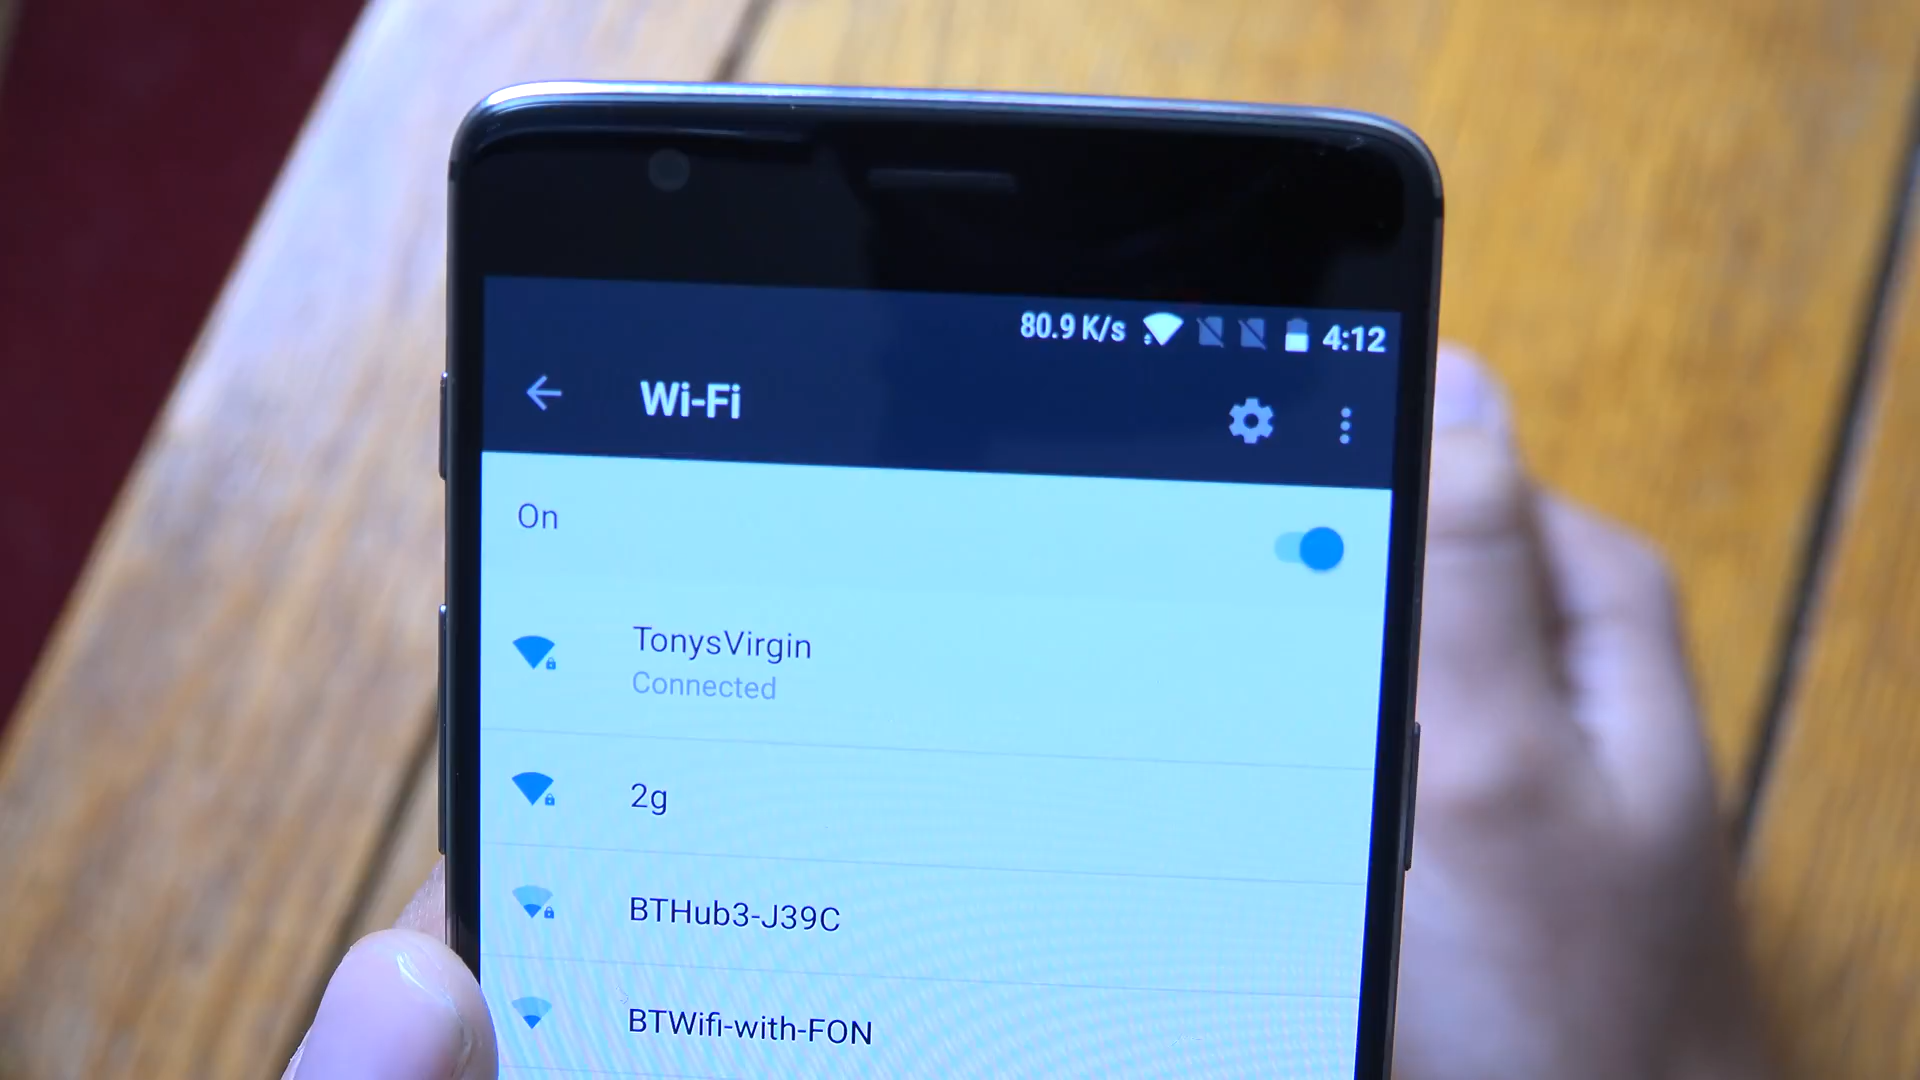 80.9 K/s 4:12
Wi-Fi
On
TonysVirgin
Connected
2g
BTHub3-J39C
BTWifi-with-FON